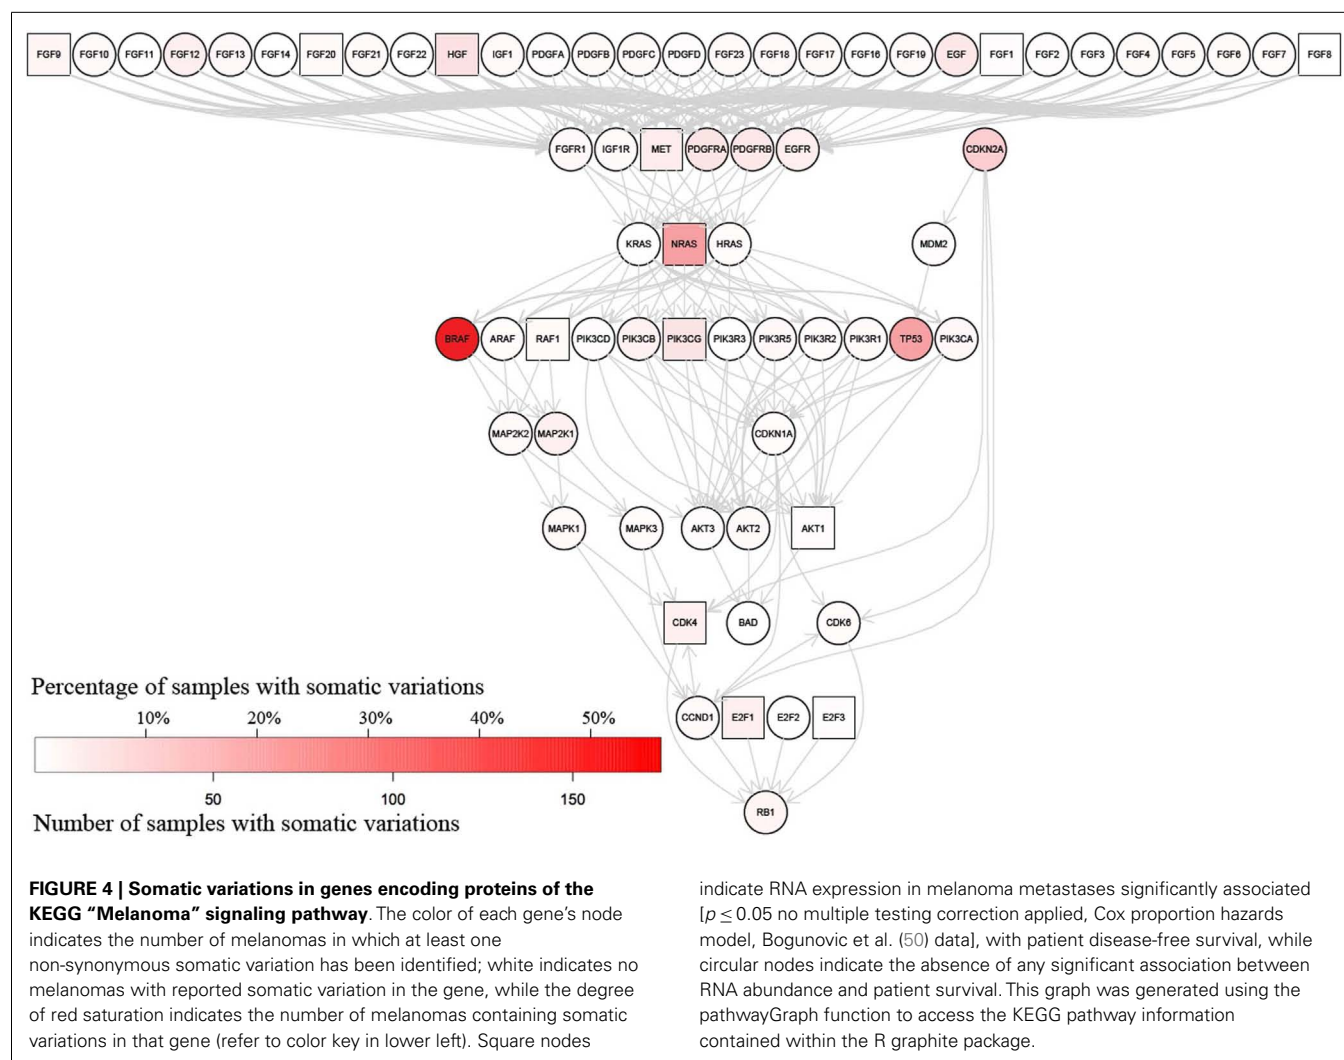 FGF9 FGF10 FGF11 FGF12 FGF13 FGF14 FGF20 FGF21 FGF22 HGF IGF1 PDGFA PDGFB PDGFC PDGFD FGF23 FGF18 FGF17 FGF16 FGF19 EGF FGF1 FGF2 FGF3 FGF4 FGF5 FGF6 FGF7 FGF8
FGFR1 IGF1R MET PDGFRA PDGFRB EGFR CDKN2A
KRAS NRAS HRAS MDM2
BRAF ARAF RAF1 PIK3CD PIK3CB PIK3CG PIK3R3 PIK3R5 PIK3R2 PIK3R1 TP53 PIK3CA
MAP2K2 MAP2K1 CDKN1A
MAPK1 MAPK3 AKT3 AKT2 AKT1
CDK4 BAD CDK6
CCND1 E2F1 E2F2 E2F3
RB1
Percentage of samples with somatic variations
10% 20% 30% 40% 50%
50 100 150
Number of samples with somatic variations
FIGURE 4 | Somatic variations in genes encoding proteins of the
KEGG “Melanoma” signaling pathway. The color of each gene’s node
indicates the number of melanomas in which at least one
non-synonymous somatic variation has been identified; white indicates no
melanomas with reported somatic variation in the gene, while the degree
of red saturation indicates the number of melanomas containing somatic
variations in that gene (refer to color key in lower left). Square nodes
indicate RNA expression in melanoma metastases significantly associated
[p ≤ 0.05 no multiple testing correction applied, Cox proportion hazards
model, Bogunovic et al. (50) data], with patient disease-free survival, while
circular nodes indicate the absence of any significant association between
RNA abundance and patient survival. This graph was generated using the
pathwayGraph function to access the KEGG pathway information
contained within the R graphite package.